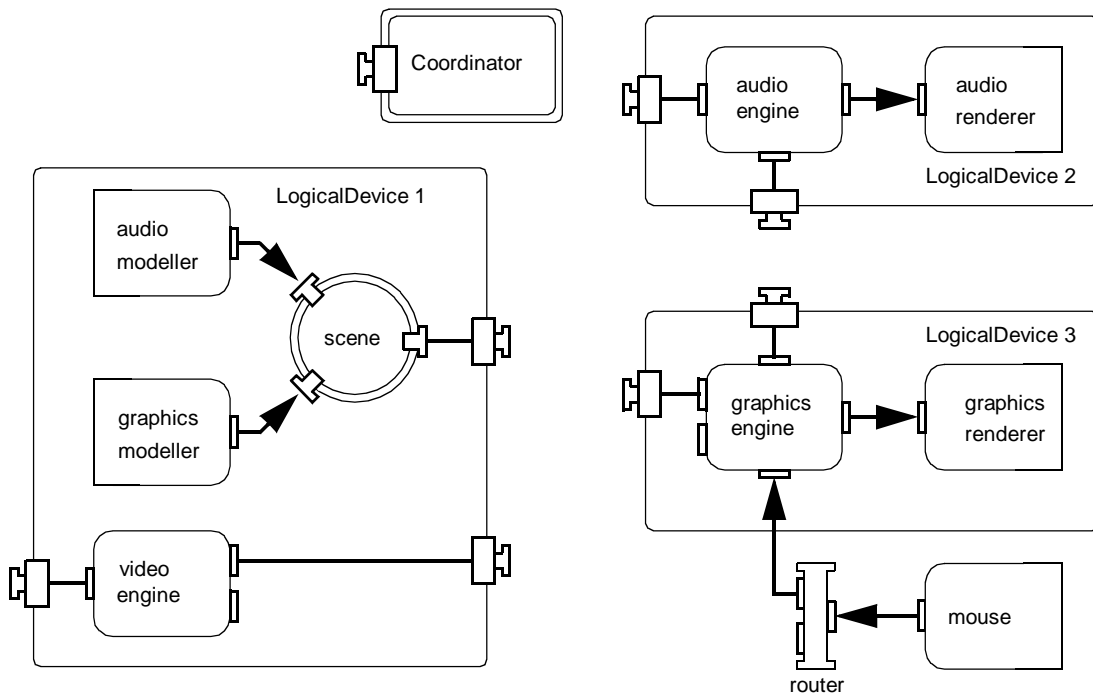 Coordinator
LogicalDevice 1
audio
modeller
scene
graphics
modeller
video
engine
audio
engine
audio
renderer
LogicalDevice 2
LogicalDevice 3
graphics
engine
graphics
renderer
mouse
router